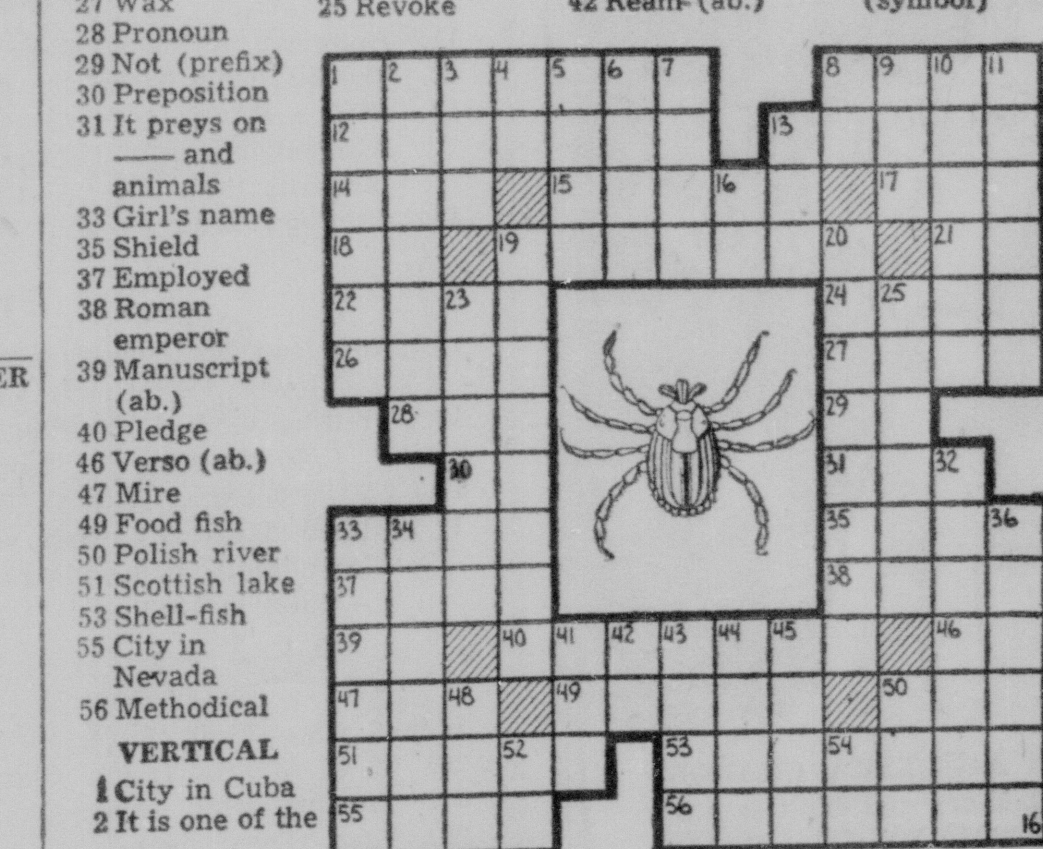 27 Wax
28 Pronoun
29 Not (prefix)
30 Preposition
31 It preys on
—— and
animals
33 Girl's name
35 Shield
37 Employed
38 Roman
emperor
39 Manuscript
(ab.)
40 Pledge
46 Verso (ab.)
47 Mire
49 Food fish
50 Polish river
51 Scottish lake
53 Shell-fish
55 City in
Nevada
56 Methodical
VERTICAL
1 City in Cuba
2 It is one of the
ER
25 Revoke
42 Ream (ab.)
(symbol)
1 2 3 4 5 6 7 8 9 10 11
12 13
14 15 16 17
18 19 20 21
22 23 24 25
26 27
28 29
30 31 32
33 34 35 36
37 38
39 40 41 42 43 44 45 46
47 48 49 50
51 52 53 54
55 56 16